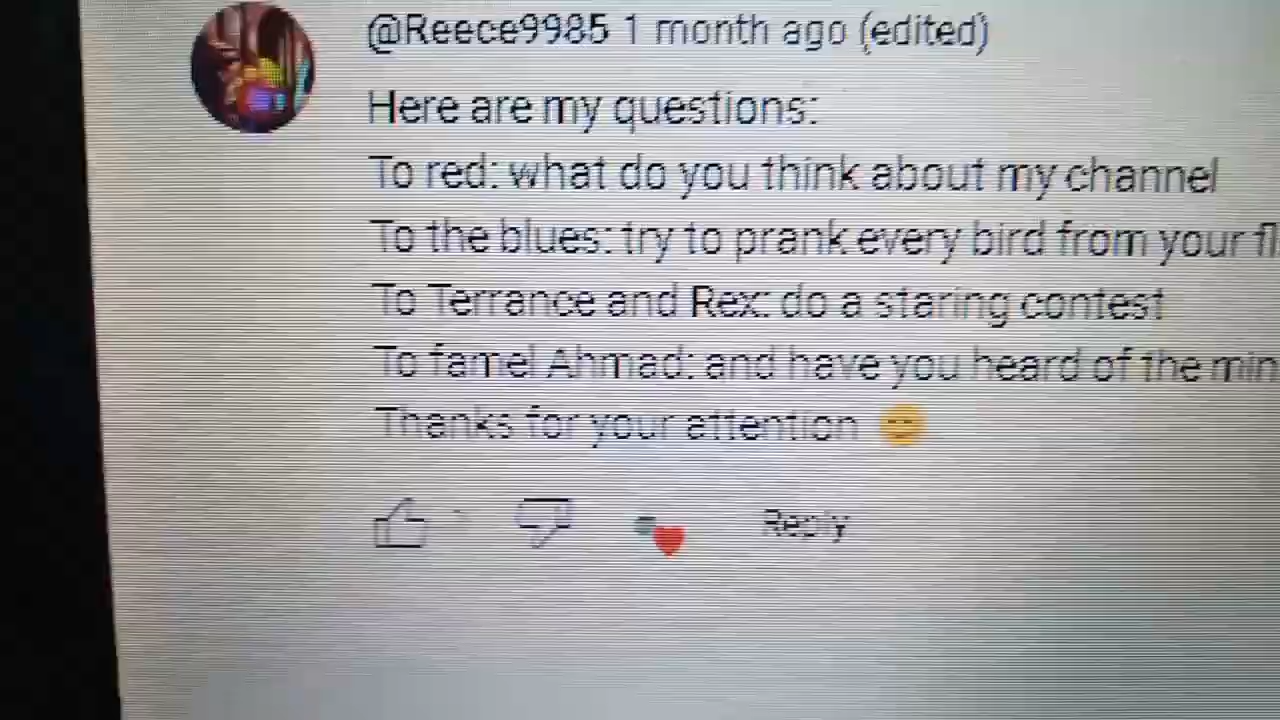 @Reece9985 1 month ago (edited)
Here are my questions:
To red: what do you think about my channel
To the blues: try to prank every bird from your fl
To Terrance and Rex: do a staring contest
To famel Ahmad: and have you heard of the min
Thanks for your attention 😊
Reply